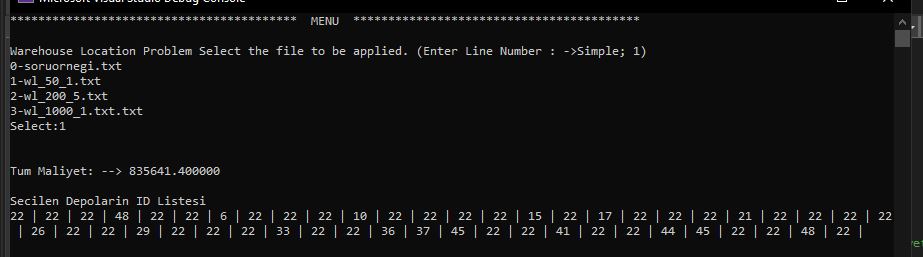 Microsoft Visual Studio Debug Console
**************************************** MENU ****************************************
Warehouse Location Problem Select the file to be applied. (Enter Line Number : ->Simple; 1)
0-soruornegi.txt
1-wl_50_1.txt
2-wl_200_5.txt
3-wl_1000_1.txt.txt
Select:1
Tum Maliyet: --> 835641.400000
Secilen Depolarin ID Listesi
22 | 22 | 22 | 48 | 22 | 22 | 6 | 22 | 22 | 22 | 10 | 22 | 22 | 22 | 22 | 15 | 22 | 17 | 22 | 22 | 22 | 21 | 22 | 22 | 22 | 22
| 26 | 22 | 22 | 29 | 22 | 22 | 22 | 33 | 22 | 22 | 36 | 37 | 45 | 22 | 22 | 41 | 22 | 22 | 44 | 45 | 22 | 22 | 48 | 22 |